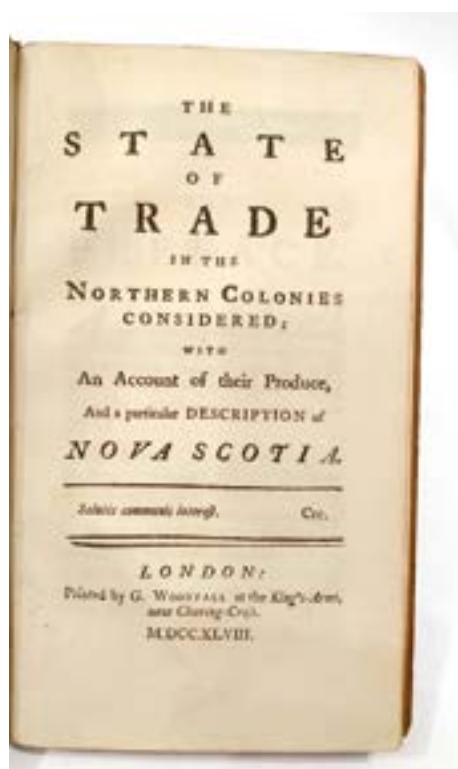 THE
STATE
OF
TRADE
IN THE
NORTHERN COLONIES
CONSIDERED;
WITH
An Account of their Produce,
And a particular DESCRIPTION of
NOVA SCOTIA.
Salutis communis interest. Cic.
LONDON:
Printed by G. WOODFALL at the King's-Arms,
near Charing-Cross.
M.DCC.XLVIII.